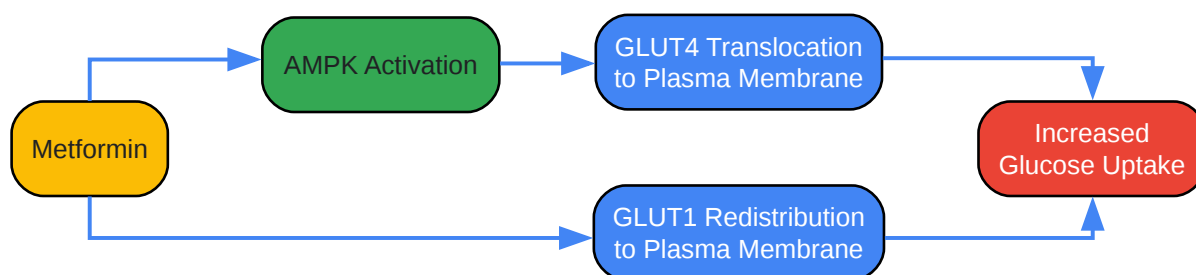 Metformin
AMPK Activation
GLUT4 Translocation
to Plasma Membrane
GLUT1 Redistribution
to Plasma Membrane
Increased
Glucose Uptake